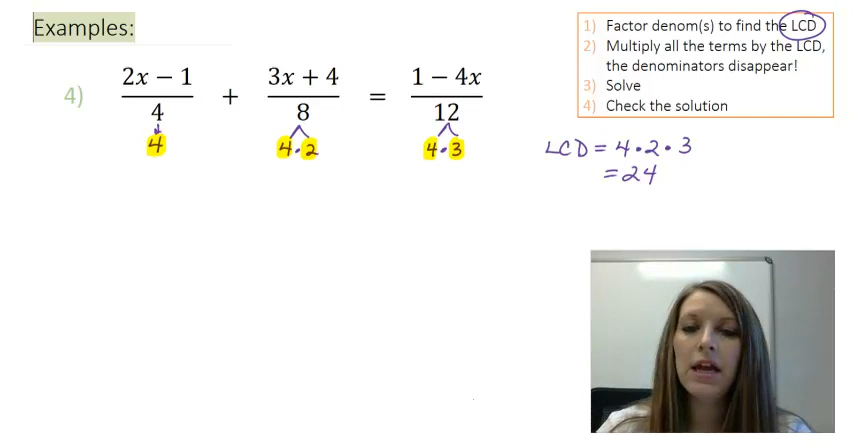 Examples:
1) Factor denom(s) to find the LCD
2) Multiply all the terms by the LCD,
the denominators disappear!
3) Solve
4) Check the solution
4) 2x − 1 / 4 + 3x + 4 / 8 = 1 − 4x / 12
4 4·2 4·3
LCD = 4·2·3
= 24